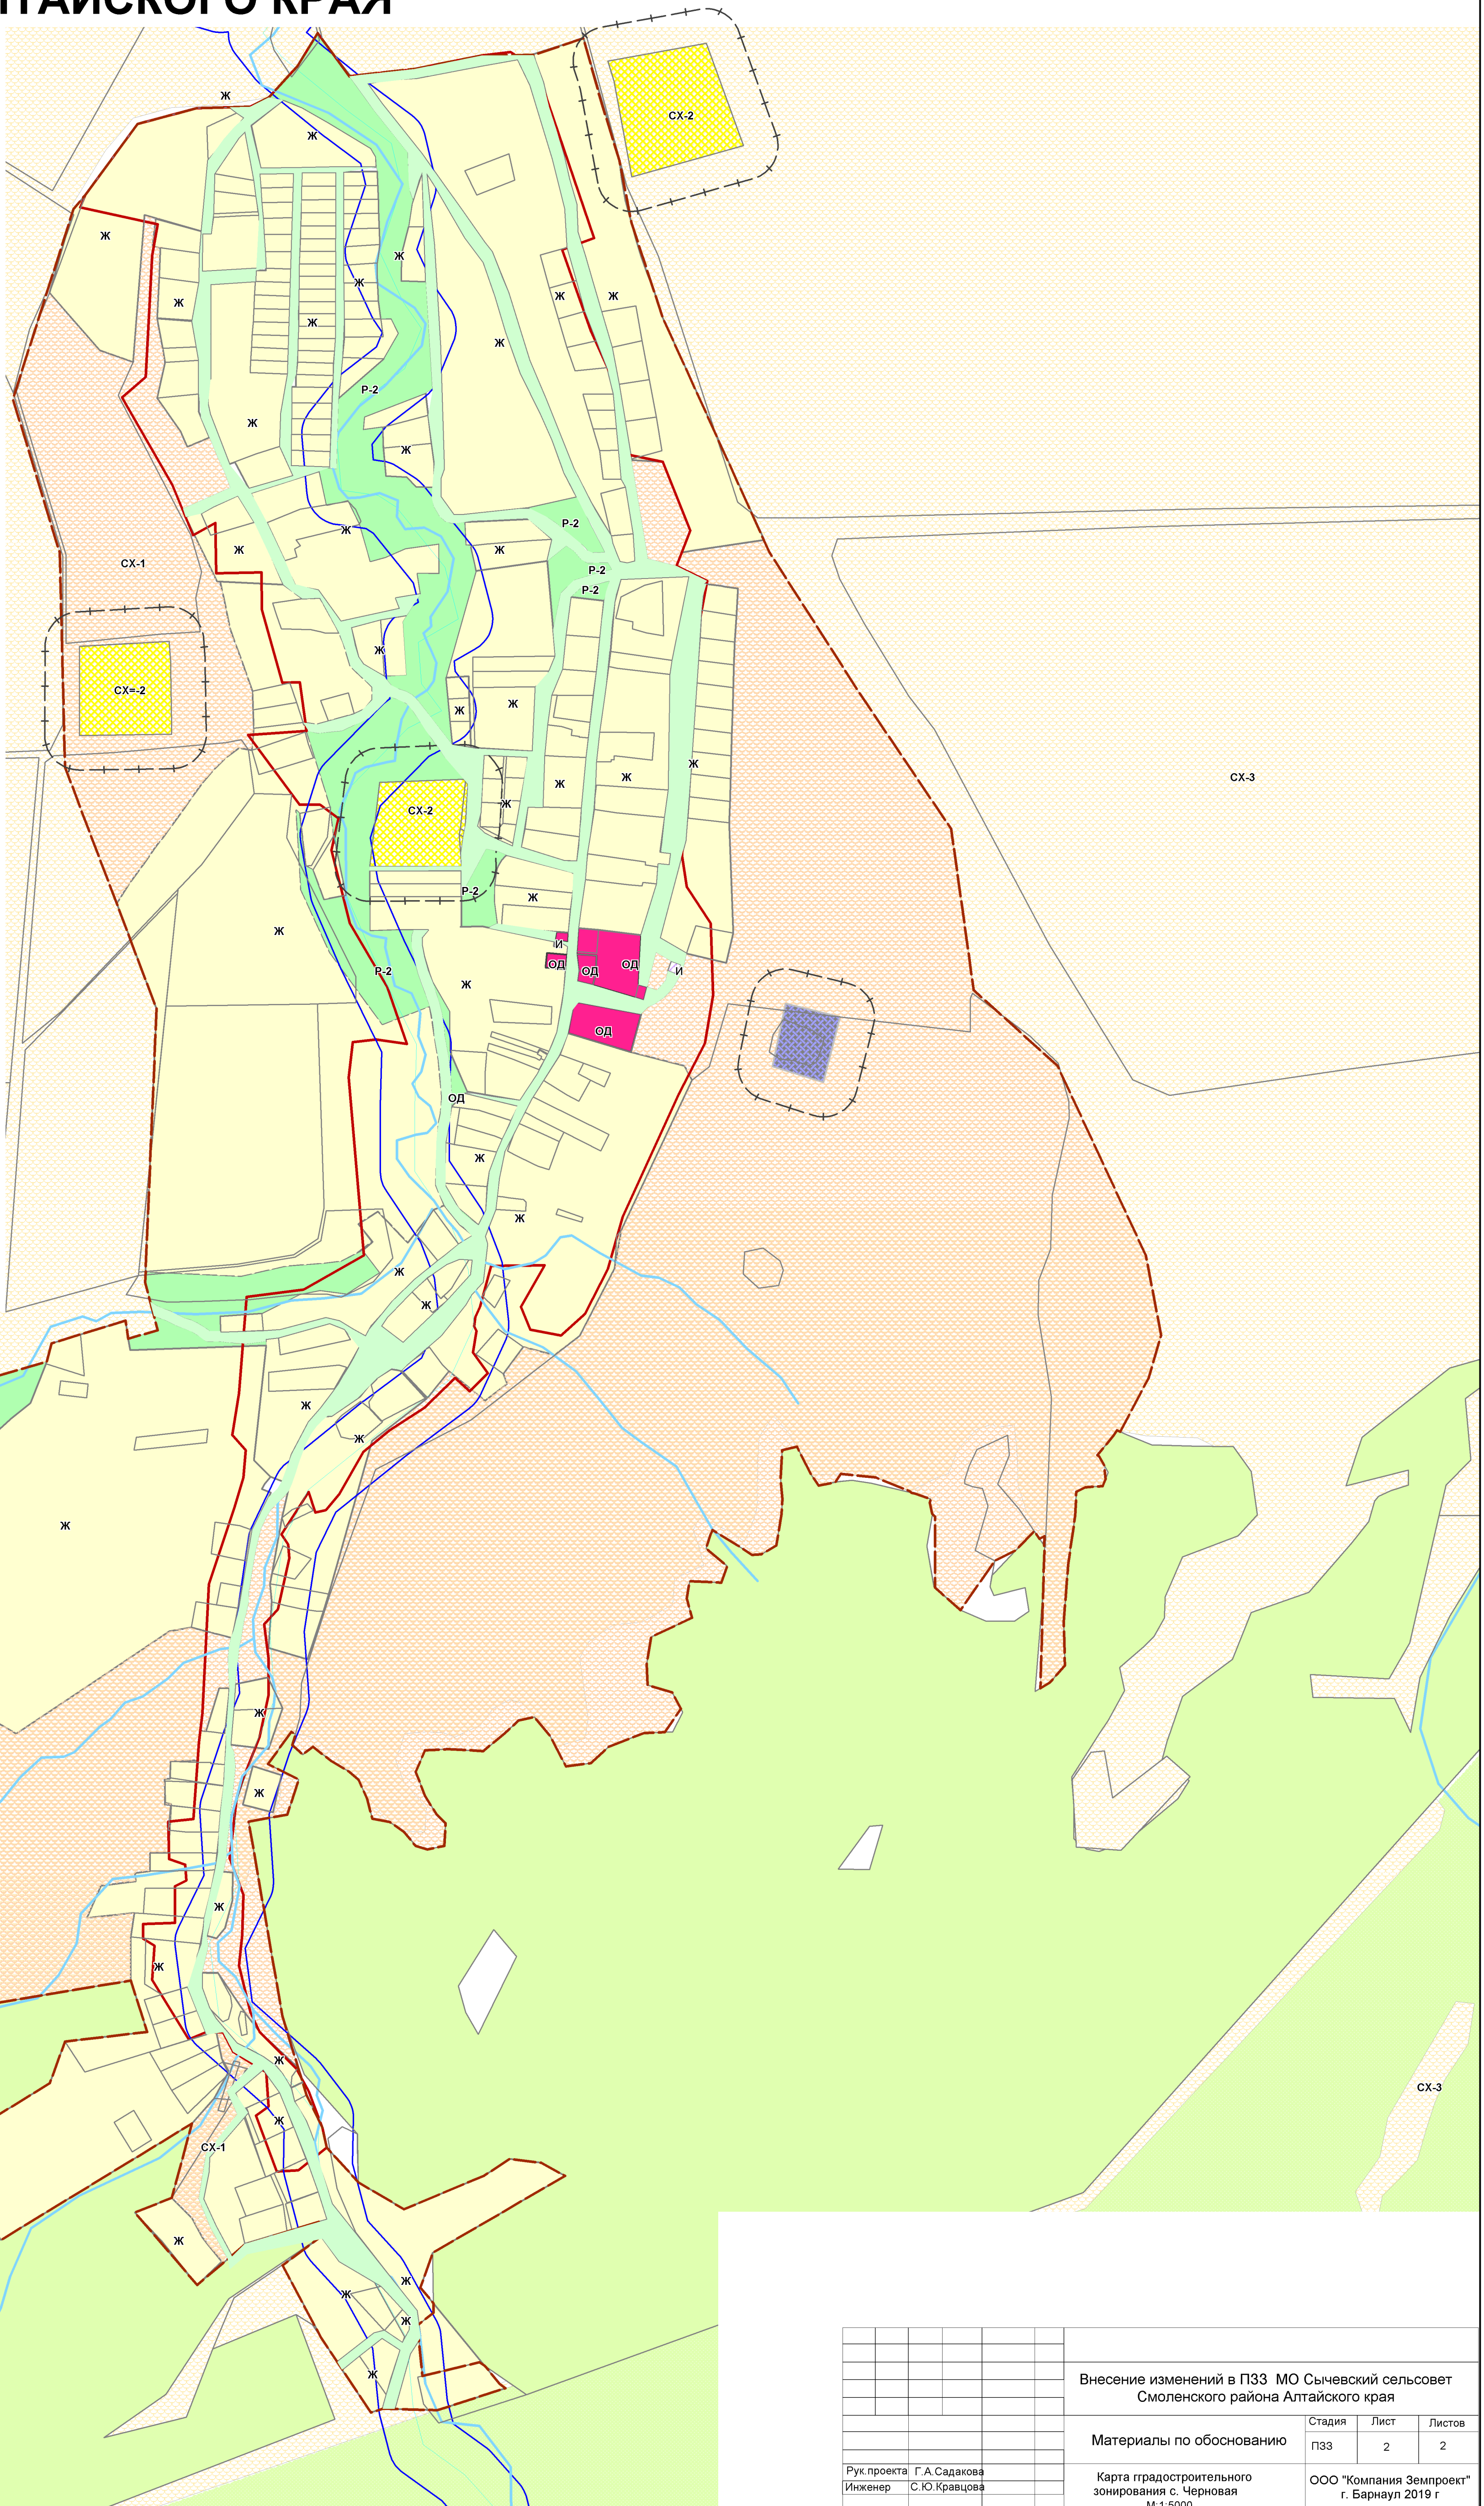 ЛТАЙСКОГО КРАЯ
Ж
СХ-2
Ж
Ж
Ж
Ж
Ж
Ж
Ж
Ж
Ж
Р-2
Ж
Ж
Р-2
Ж
Ж
Ж
СХ-1
Р-2
Р-2
Ж
СХ=-2
Ж
Ж
Ж
Ж
Ж
СХ-3
Ж
СХ-2
Ж
Р-2
Ж
Ж
И
ОД
ОД
ОД
И
Р-2
Ж
ОД
ОД
Ж
Ж
Ж
Ж
Ж
Ж
Ж
Ж
Ж
Ж
Ж
Ж
СХ-3
Ж
СХ-1
Ж
Ж
Ж
Ж
Ж
Внесение изменений в ПЗЗ МО Сычевский сельсовет
Смоленского района Алтайского края
Материалы по обоснованию
Стадия Лист Листов
ПЗЗ 2 2
Рук.проекта Г.А.Садакова
Инженер С.Ю.Кравцова
Карта гградостроительного
зонирования с. Черновая
М:1:5000
ООО "Компания Земпроект"
г. Барнаул 2019 г